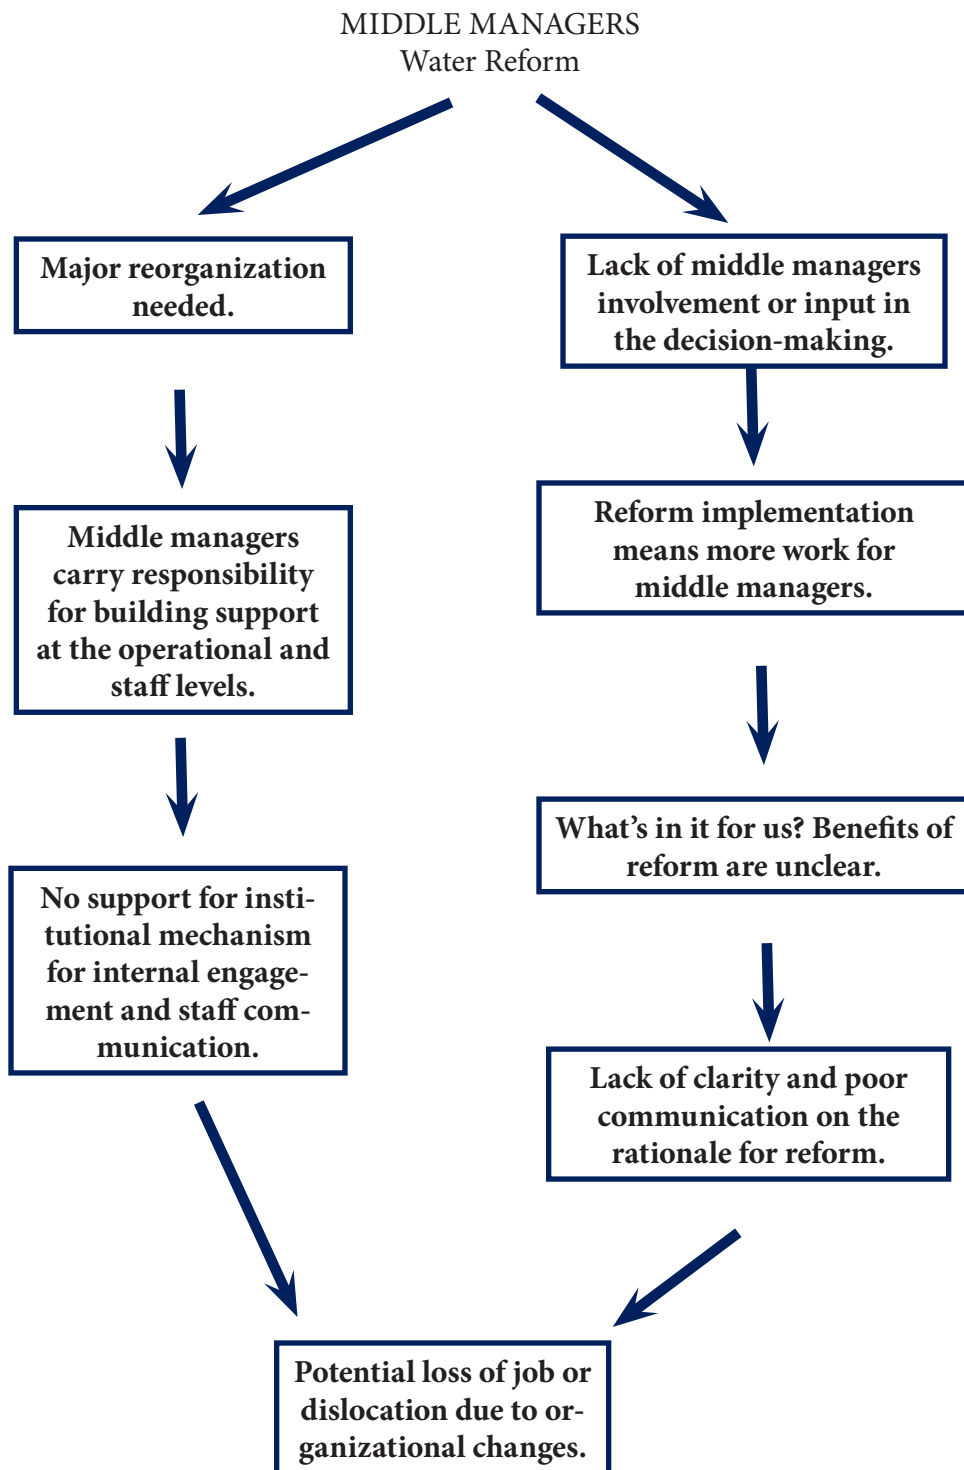 MIDDLE MANAGERS
Water Reform
Major reorganization
needed.
Middle managers
carry responsibility
for building support
at the operational and
staff levels.
No support for insti-
tutional mechanism
for internal engage-
ment and staff com-
munication.
Lack of middle managers
involvement or input in
the decision-making.
Reform implementation
means more work for
middle managers.
What’s in it for us? Benefits of
reform are unclear.
Lack of clarity and poor
communication on the
rationale for reform.
Potential loss of job or
dislocation due to or-
ganizational changes.